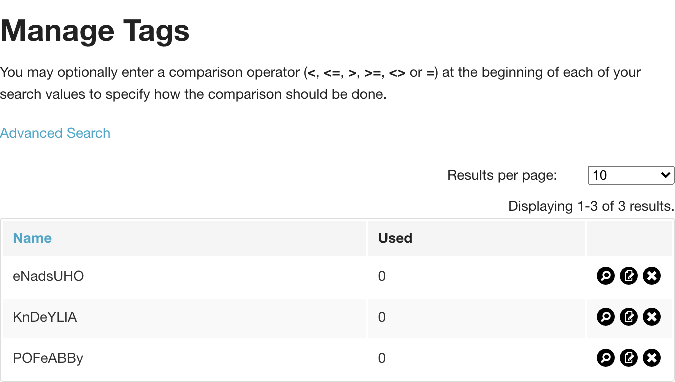 Manage Tags
You may optionally enter a comparison operator (<, <=, >, >=, <> or =) at the beginning of each of your
search values to specify how the comparison should be done.
Advanced Search
Results per page: 10
Displaying 1-3 of 3 results.
Name Used
eNadsUHO 0
KnDeYLIA 0
POFeABBy 0